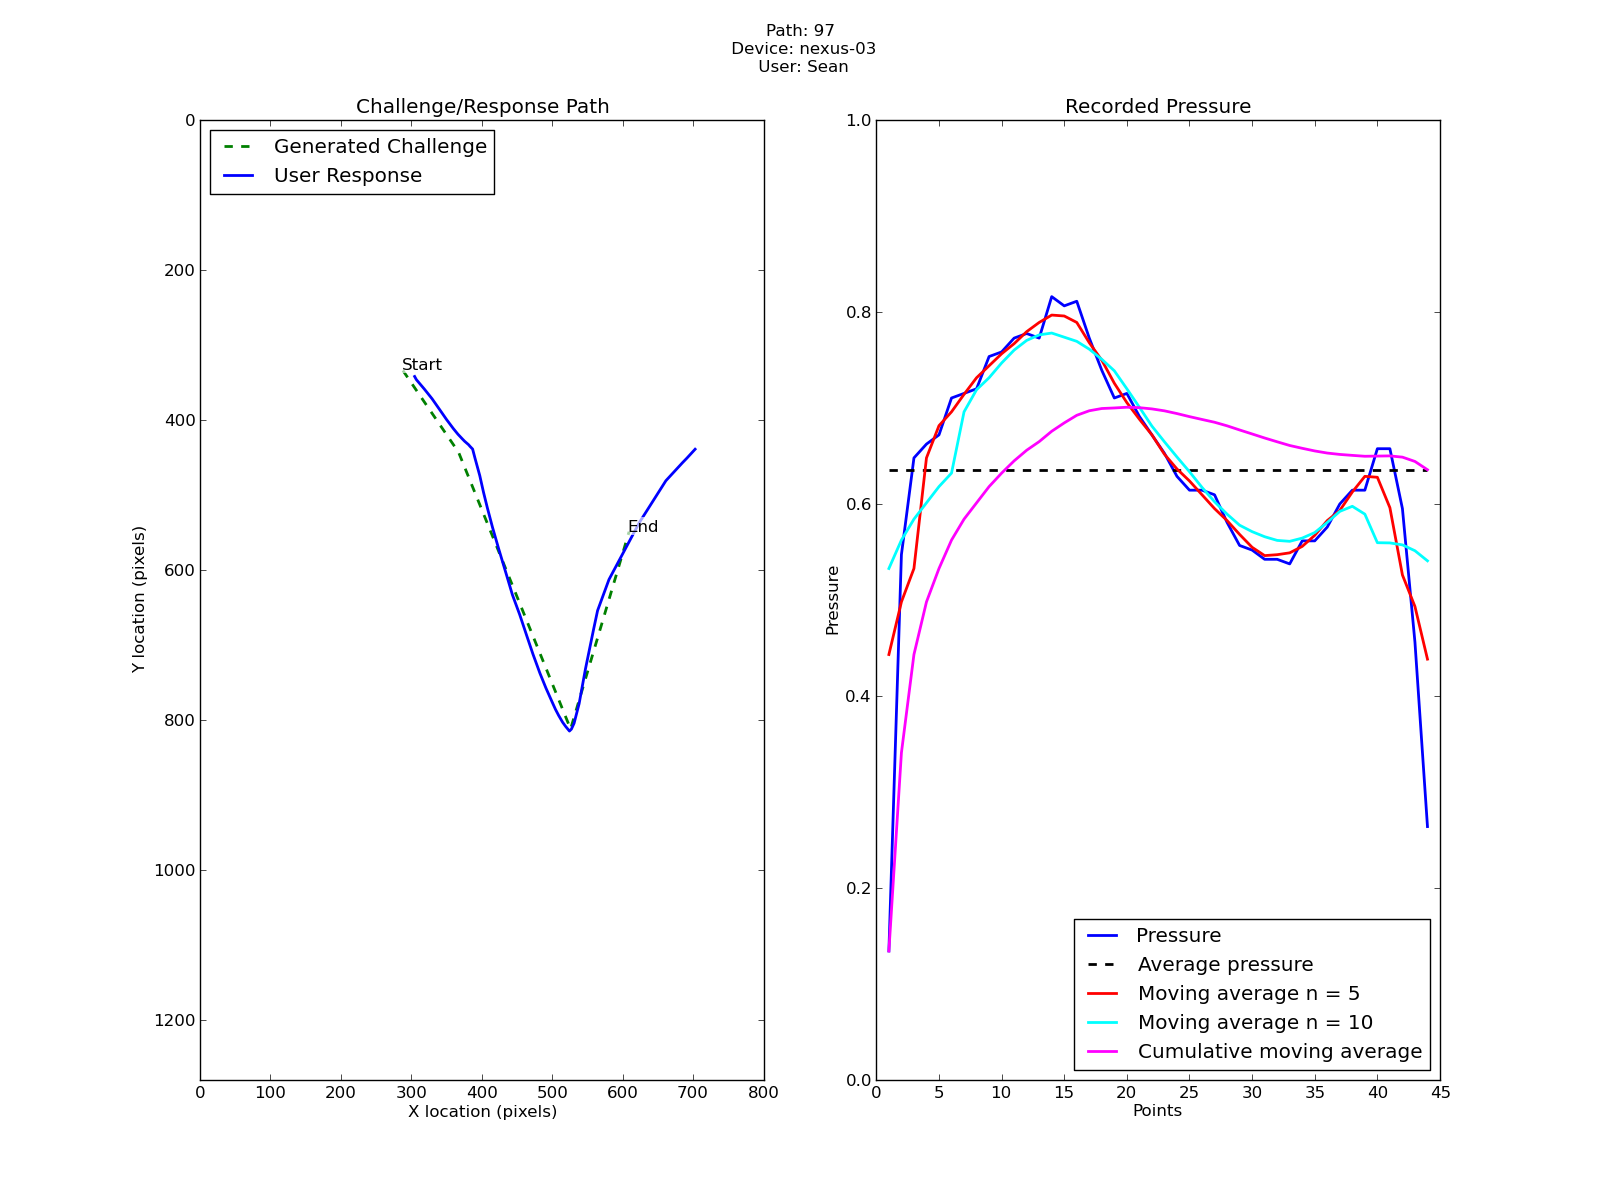 Path: 97
Device: nexus-03
User: Sean
Challenge/Response Path
0
200
400
600
800
1000
1200
Y location (pixels)
Generated Challenge
User Response
Start
End
0 100 200 300 400 500 600 700 800
X location (pixels)
Recorded Pressure
1.0
0.8
0.6
0.4
0.2
0.0
Pressure
Pressure
Average pressure
Moving average n = 5
Moving average n = 10
Cumulative moving average
0 5 10 15 20 25 30 35 40 45
Points